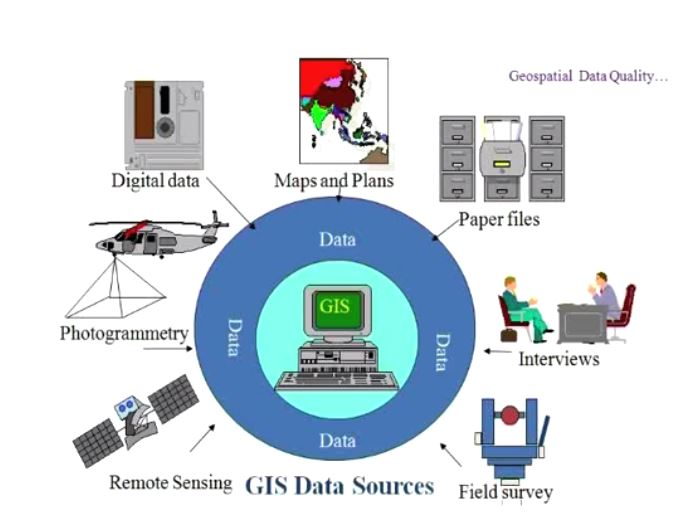 Geospatial Data Quality…
Digital data
Maps and Plans
Paper files
Data
Photogrammetry
Data
GIS
Data
Interviews
Data
Remote Sensing
GIS Data Sources
Field survey